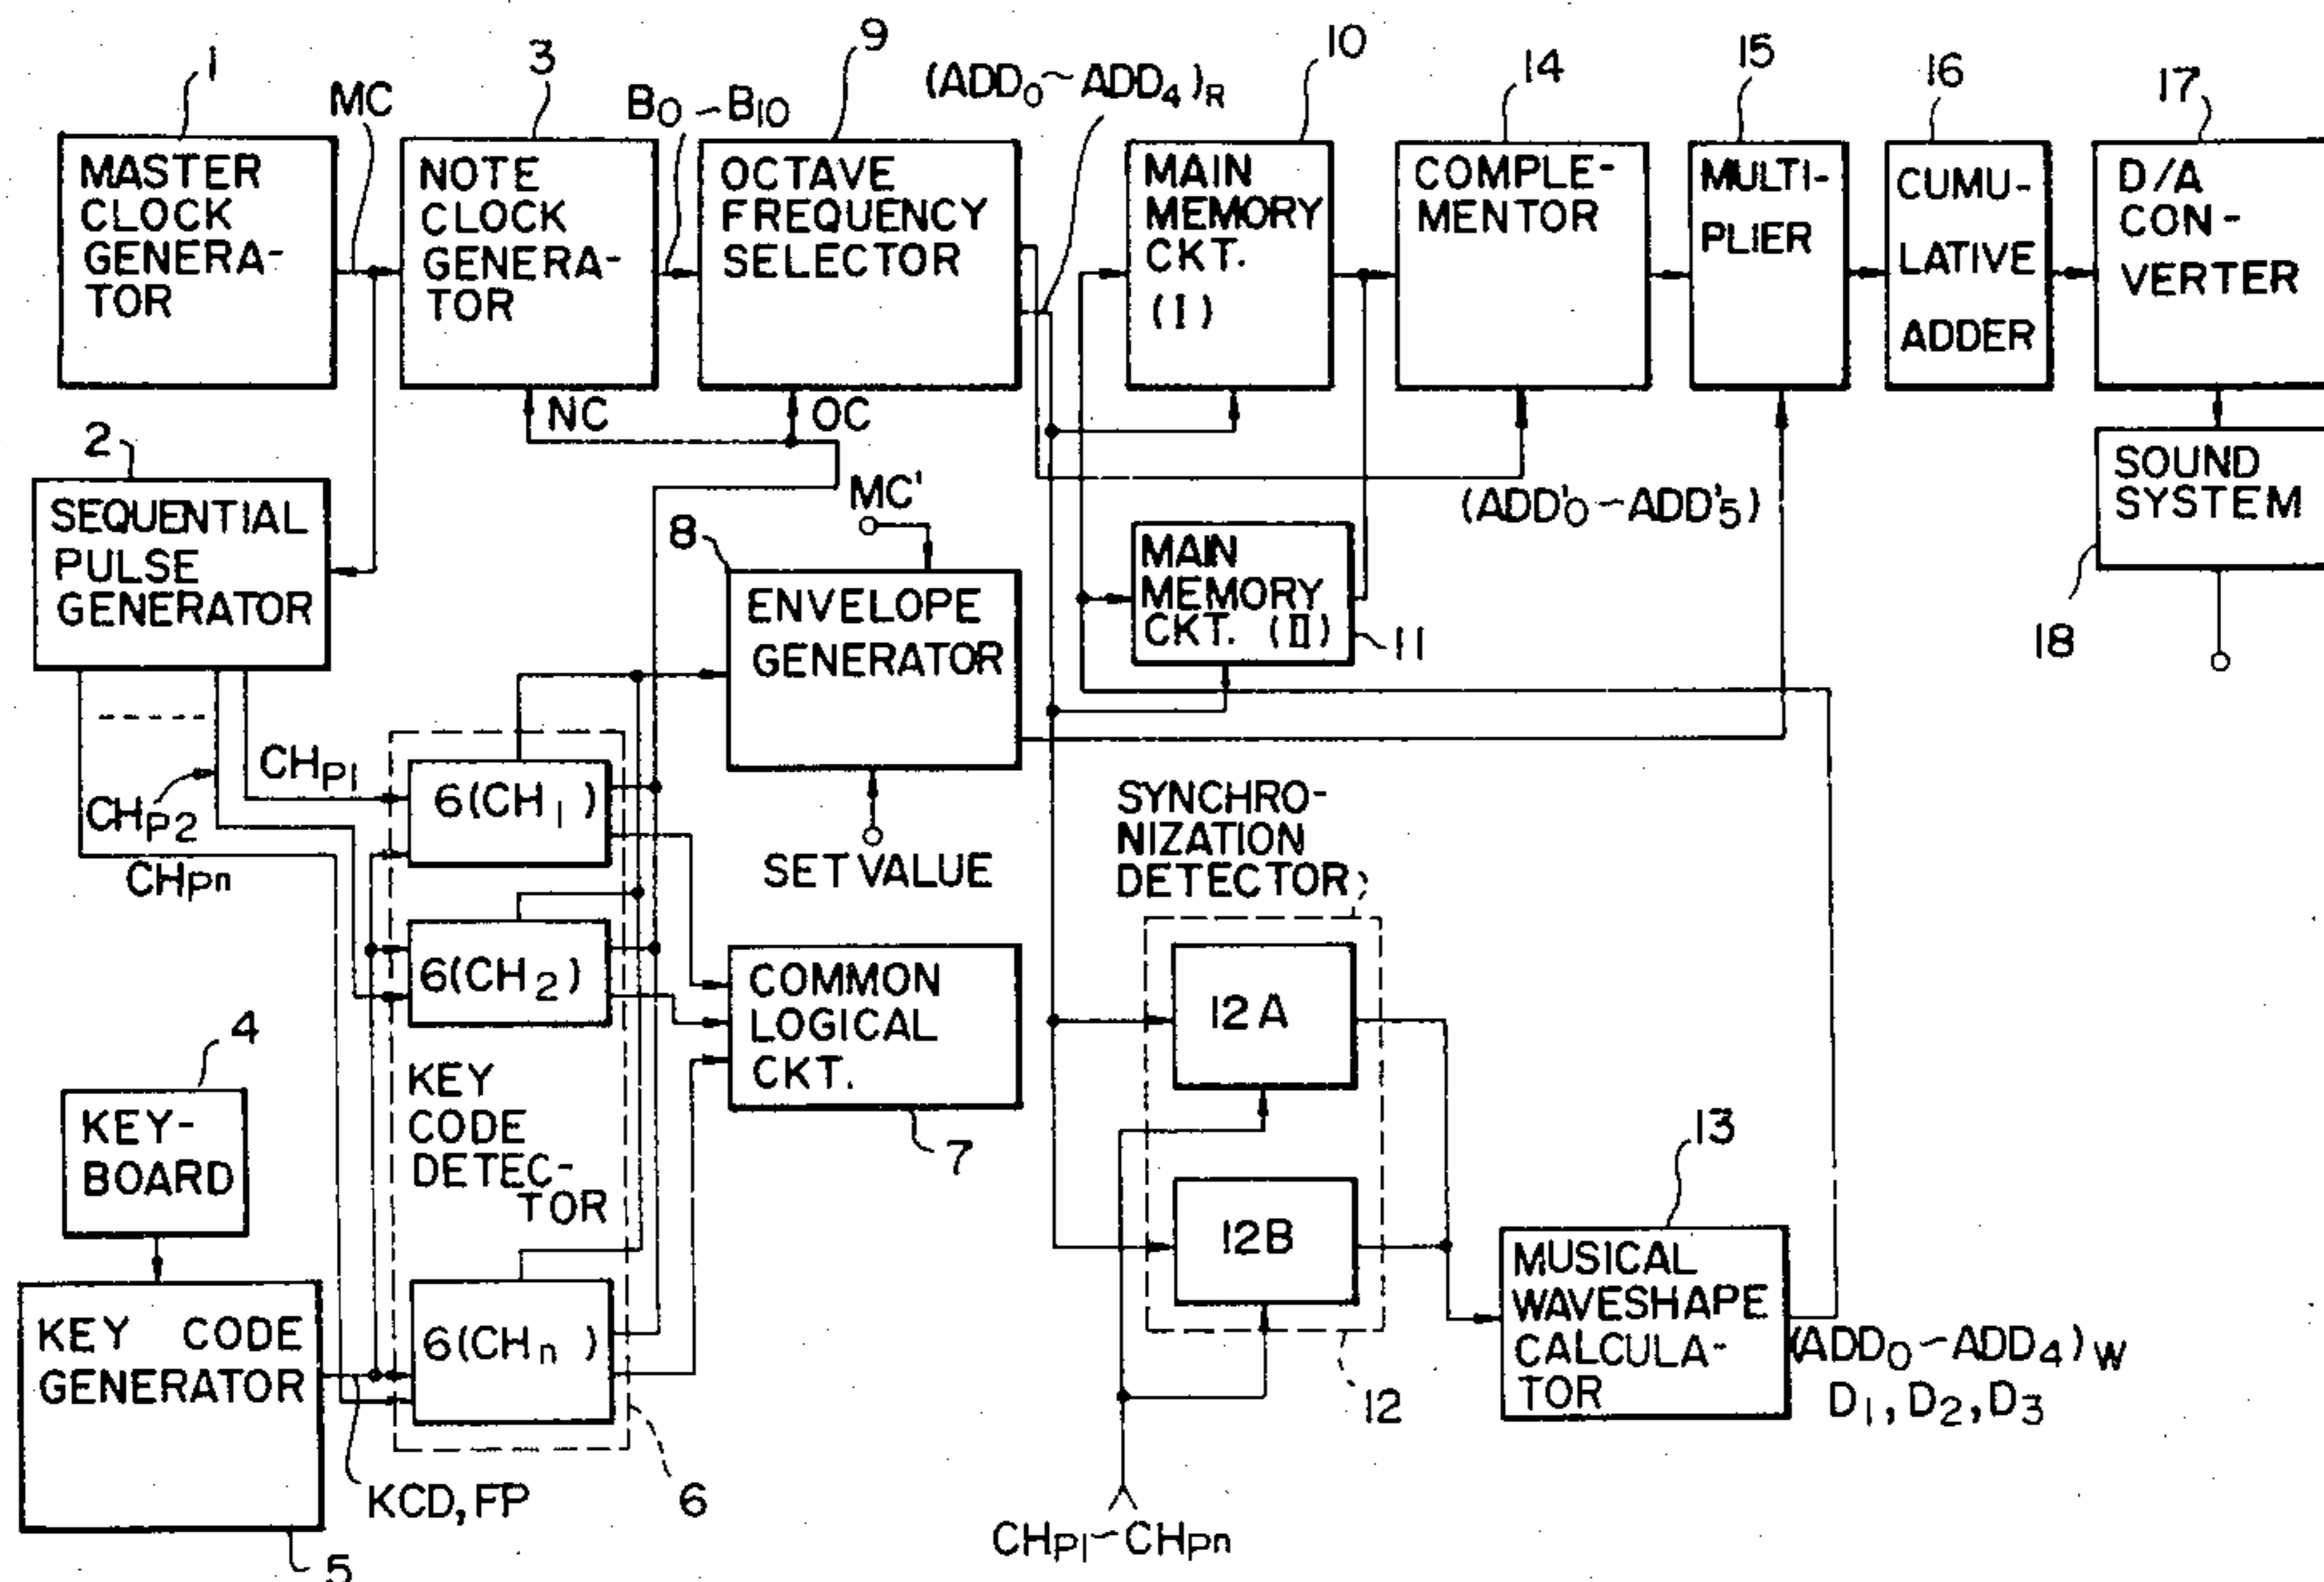 1
MC
3
B0 ~ B10
9
(ADD0 ~ ADD4)R
10
14
15
16
17
MASTER
CLOCK
GENERA-
TOR
NOTE
CLOCK
GENERA-
TOR
OCTAVE
FREQUENCY
SELECTOR
MAIN
MEMORY
CKT.
(I)
COMPLE-
MENTOR
MULTI-
PLIER
CUMU-
LATIVE
ADDER
D/A
CON-
VERTER
NC
OC
2
SEQUENTIAL
PULSE
GENERATOR
MC'
8
ENVELOPE
GENERATOR
SET VALUE
(ADD'0 ~ ADD'5)
MAIN
MEMORY
CKT. (II)
11
SOUND
SYSTEM
18
CHP1
CHP2
CHPn
6(CH1)
6(CH2)
KEY
CODE
DETEC-
TOR
6(CHn)
6
COMMON
LOGICAL
CKT.
7
SYNCHRO-
NIZATION
DETECTOR
12A
12B
12
13
MUSICAL
WAVESHAPE
CALCULA-
TOR
(ADD0 ~ ADD4)W
D1, D2, D3
4
KEY-
BOARD
KEY CODE
GENERATOR
KCD, FP
5
CHP1 ~ CHPn